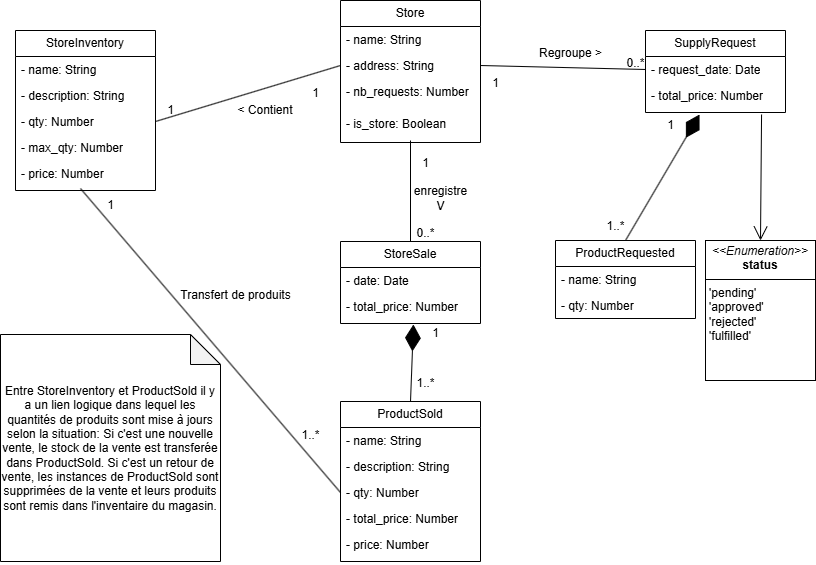 StoreInventory
- name: String
- description: String
- qty: Number
- max_qty: Number
- price: Number
Store
- name: String
- address: String
- nb_requests: Number
- is_store: Boolean
SupplyRequest
- request_date: Date
- total_price: Number
Regroupe >
1
0..*
1
1
< Contient
1
enregistre
V
0..*
1
1..*
ProductRequested
- name: String
- qty: Number
<<Enumeration>>
status
'pending'
'approved'
'rejected'
'fulfilled'
StoreSale
- date: Date
- total_price: Number
1
1..*
1
Transfert de produits
1..*
ProductSold
- name: String
- description: String
- qty: Number
- total_price: Number
- price: Number
Entre StoreInventory et ProductSold il y
a un lien logique dans lequel les
quantités de produits sont mise à jours
selon la situation: Si c'est une nouvelle
vente, le stock de la vente est transferée
dans ProductSold. Si c'est un retour de
vente, les instances de ProductSold sont
supprimées de la vente et leurs produits
sont remis dans l'inventaire du magasin.